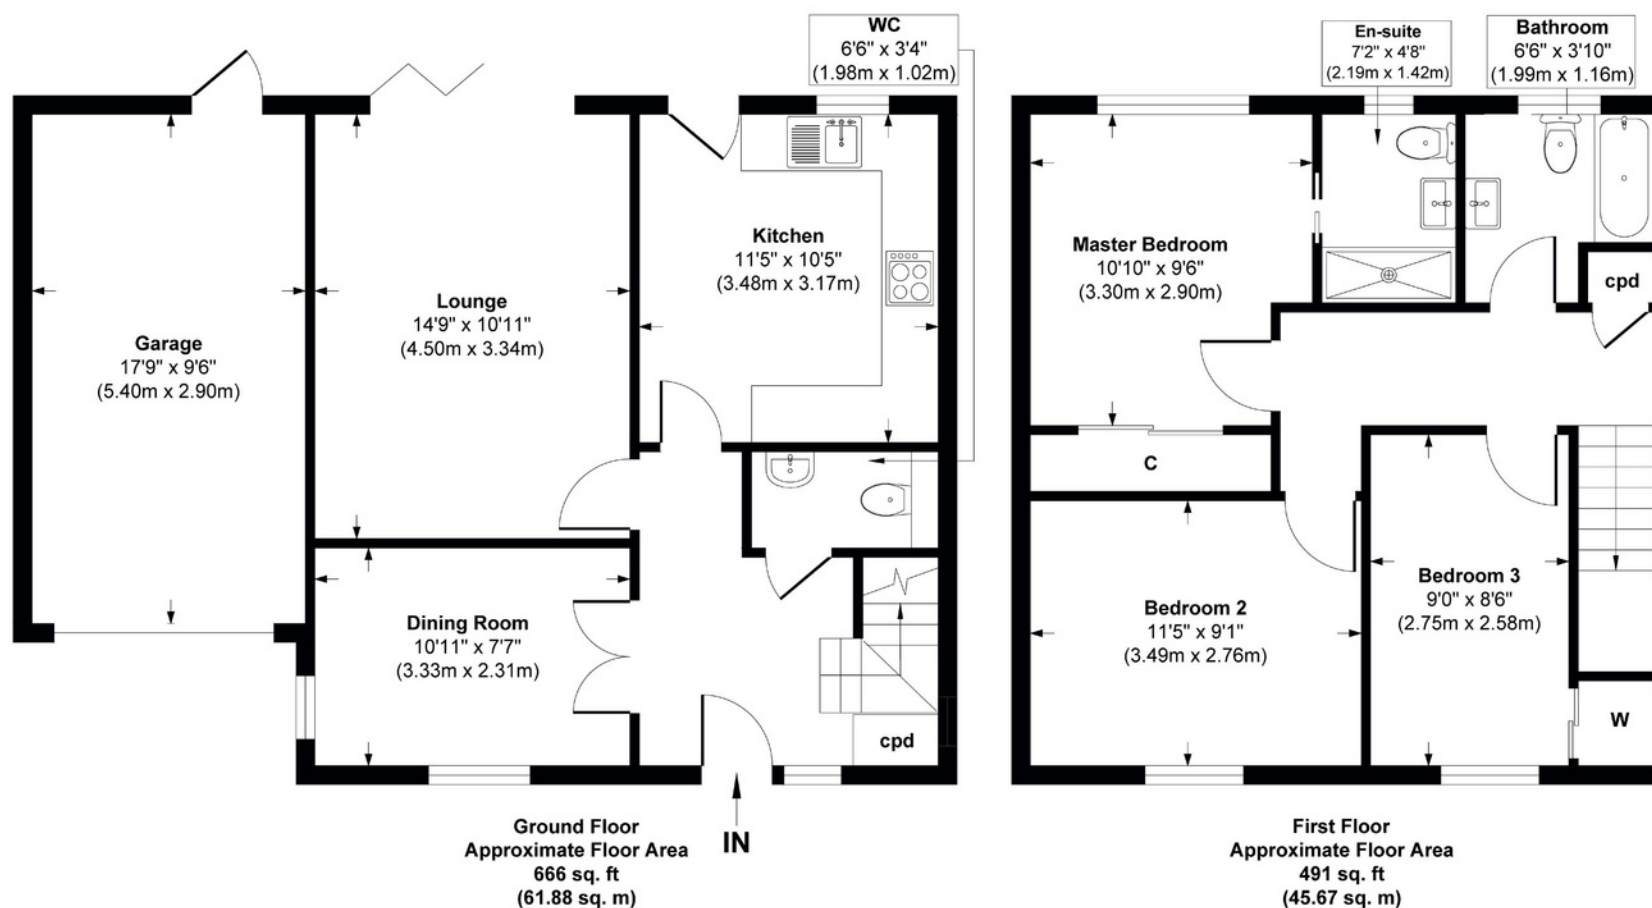 WC
6'6" x 3'4"
(1.98m x 1.02m)
En-suite
7'2" x 4'8"
(2.19m x 1.42m)
Bathroom
6'6" x 3'10"
(1.99m x 1.16m)
Kitchen
11'5" x 10'5"
(3.48m x 3.17m)
Lounge
14'9" x 10'11"
(4.50m x 3.34m)
Garage
17'9" x 9'6"
(5.40m x 2.90m)
Dining Room
10'11" x 7'7"
(3.33m x 2.31m)
cpd
IN
Ground Floor
Approximate Floor Area
666 sq. ft
(61.88 sq. m)
Master Bedroom
10'10" x 9'6"
(3.30m x 2.90m)
cpd
C
Bedroom 2
11'5" x 9'1"
(3.49m x 2.76m)
Bedroom 3
9'0" x 8'6"
(2.75m x 2.58m)
W
First Floor
Approximate Floor Area
491 sq. ft
(45.67 sq. m)